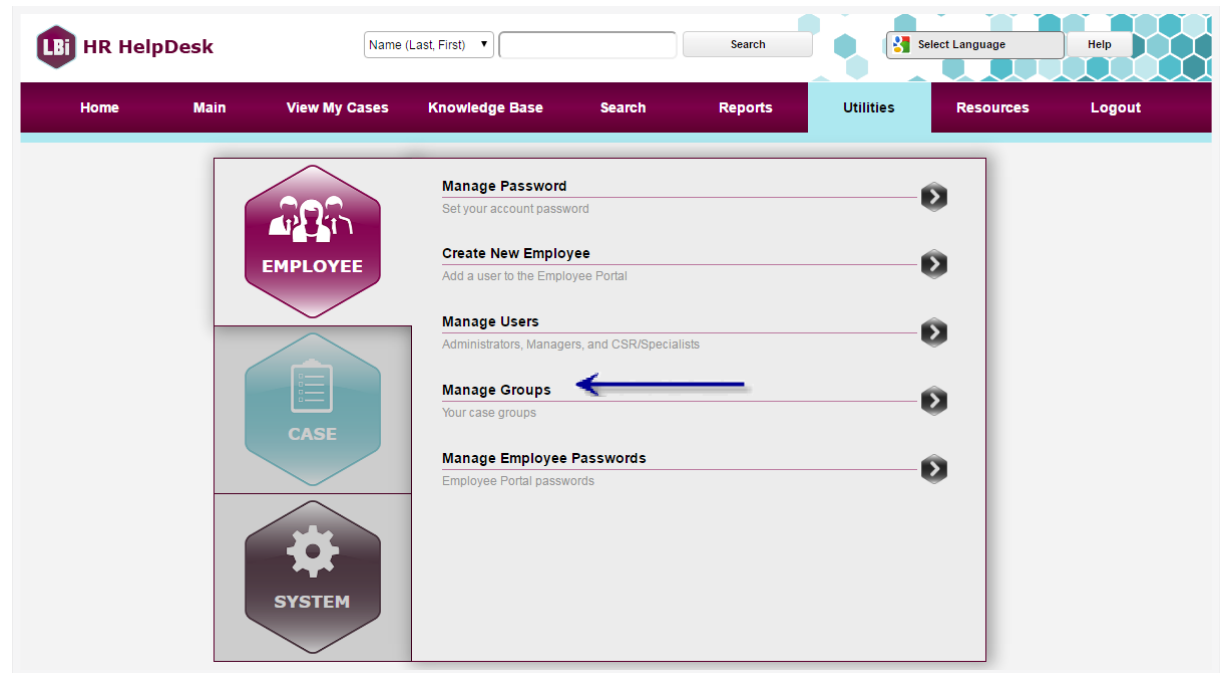 LBi HR HelpDesk
Name (Last, First)
Search
Select Language
Help
Home
Main
View My Cases
Knowledge Base
Search
Reports
Utilities
Resources
Logout
EMPLOYEE
Manage Password
Set your account password
Create New Employee
Add a user to the Employee Portal
Manage Users
Administrators, Managers, and CSR/Specialists
Manage Groups
Your case groups
Manage Employee Passwords
Employee Portal passwords
CASE
SYSTEM